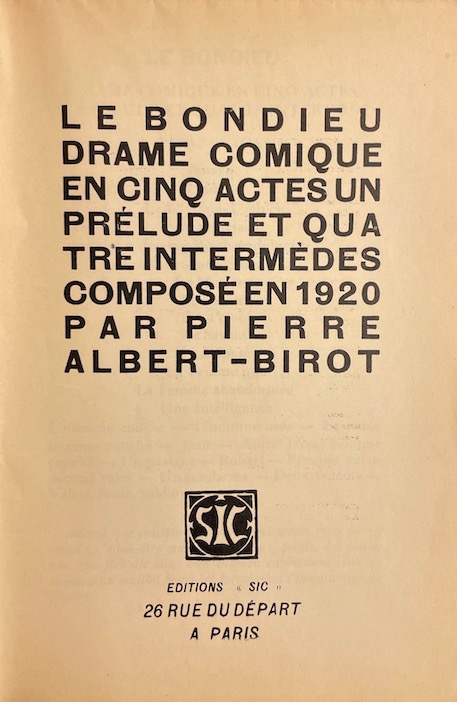 LE BONDIEU
DRAME COMIQUE
EN CINQ ACTES UN
PRÉLUDE ET QUA
TRE INTERMÈDES
COMPOSÉ EN 1920
PAR PIERRE
ALBERT-BIROT
SIC
EDITIONS « SIC »
26 RUE DU DÉPART
A PARIS